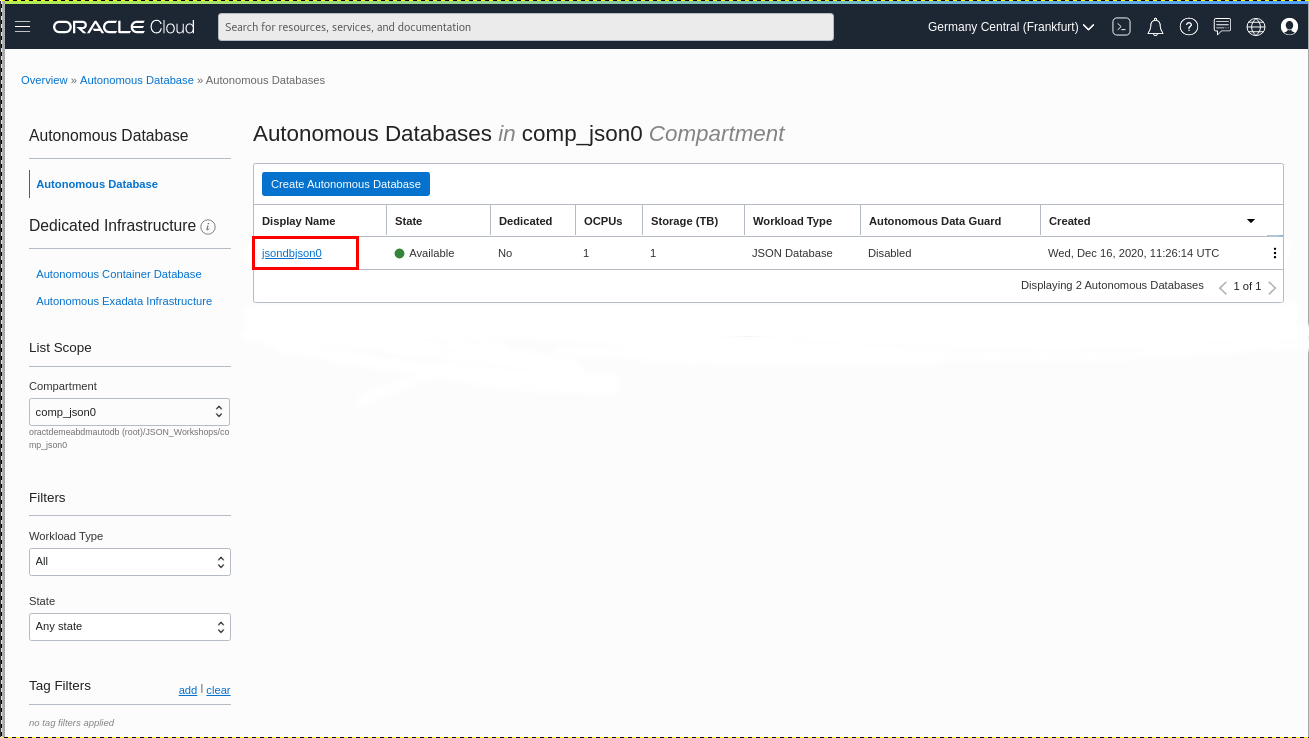 ORACLE Cloud
Search for resources, services, and documentation
Germany Central (Frankfurt)
Overview » Autonomous Database » Autonomous Databases
Autonomous Database
Autonomous Database
Dedicated Infrastructure i
Autonomous Container Database
Autonomous Exadata Infrastructure
List Scope
Compartment
comp_json0
oractdemeabdmautodb (root)/JSON_Workshops/co
mp_json0
Filters
Workload Type
All
State
Any state
Tag Filters add | clear
no tag filters applied
Autonomous Databases in comp_json0 Compartment
Create Autonomous Database
Display Name State Dedicated OCPUs Storage (TB) Workload Type Autonomous Data Guard Created
jsondbjson0 Available No 1 1 JSON Database Disabled Wed, Dec 16, 2020, 11:26:14 UTC
Displaying 2 Autonomous Databases 1 of 1